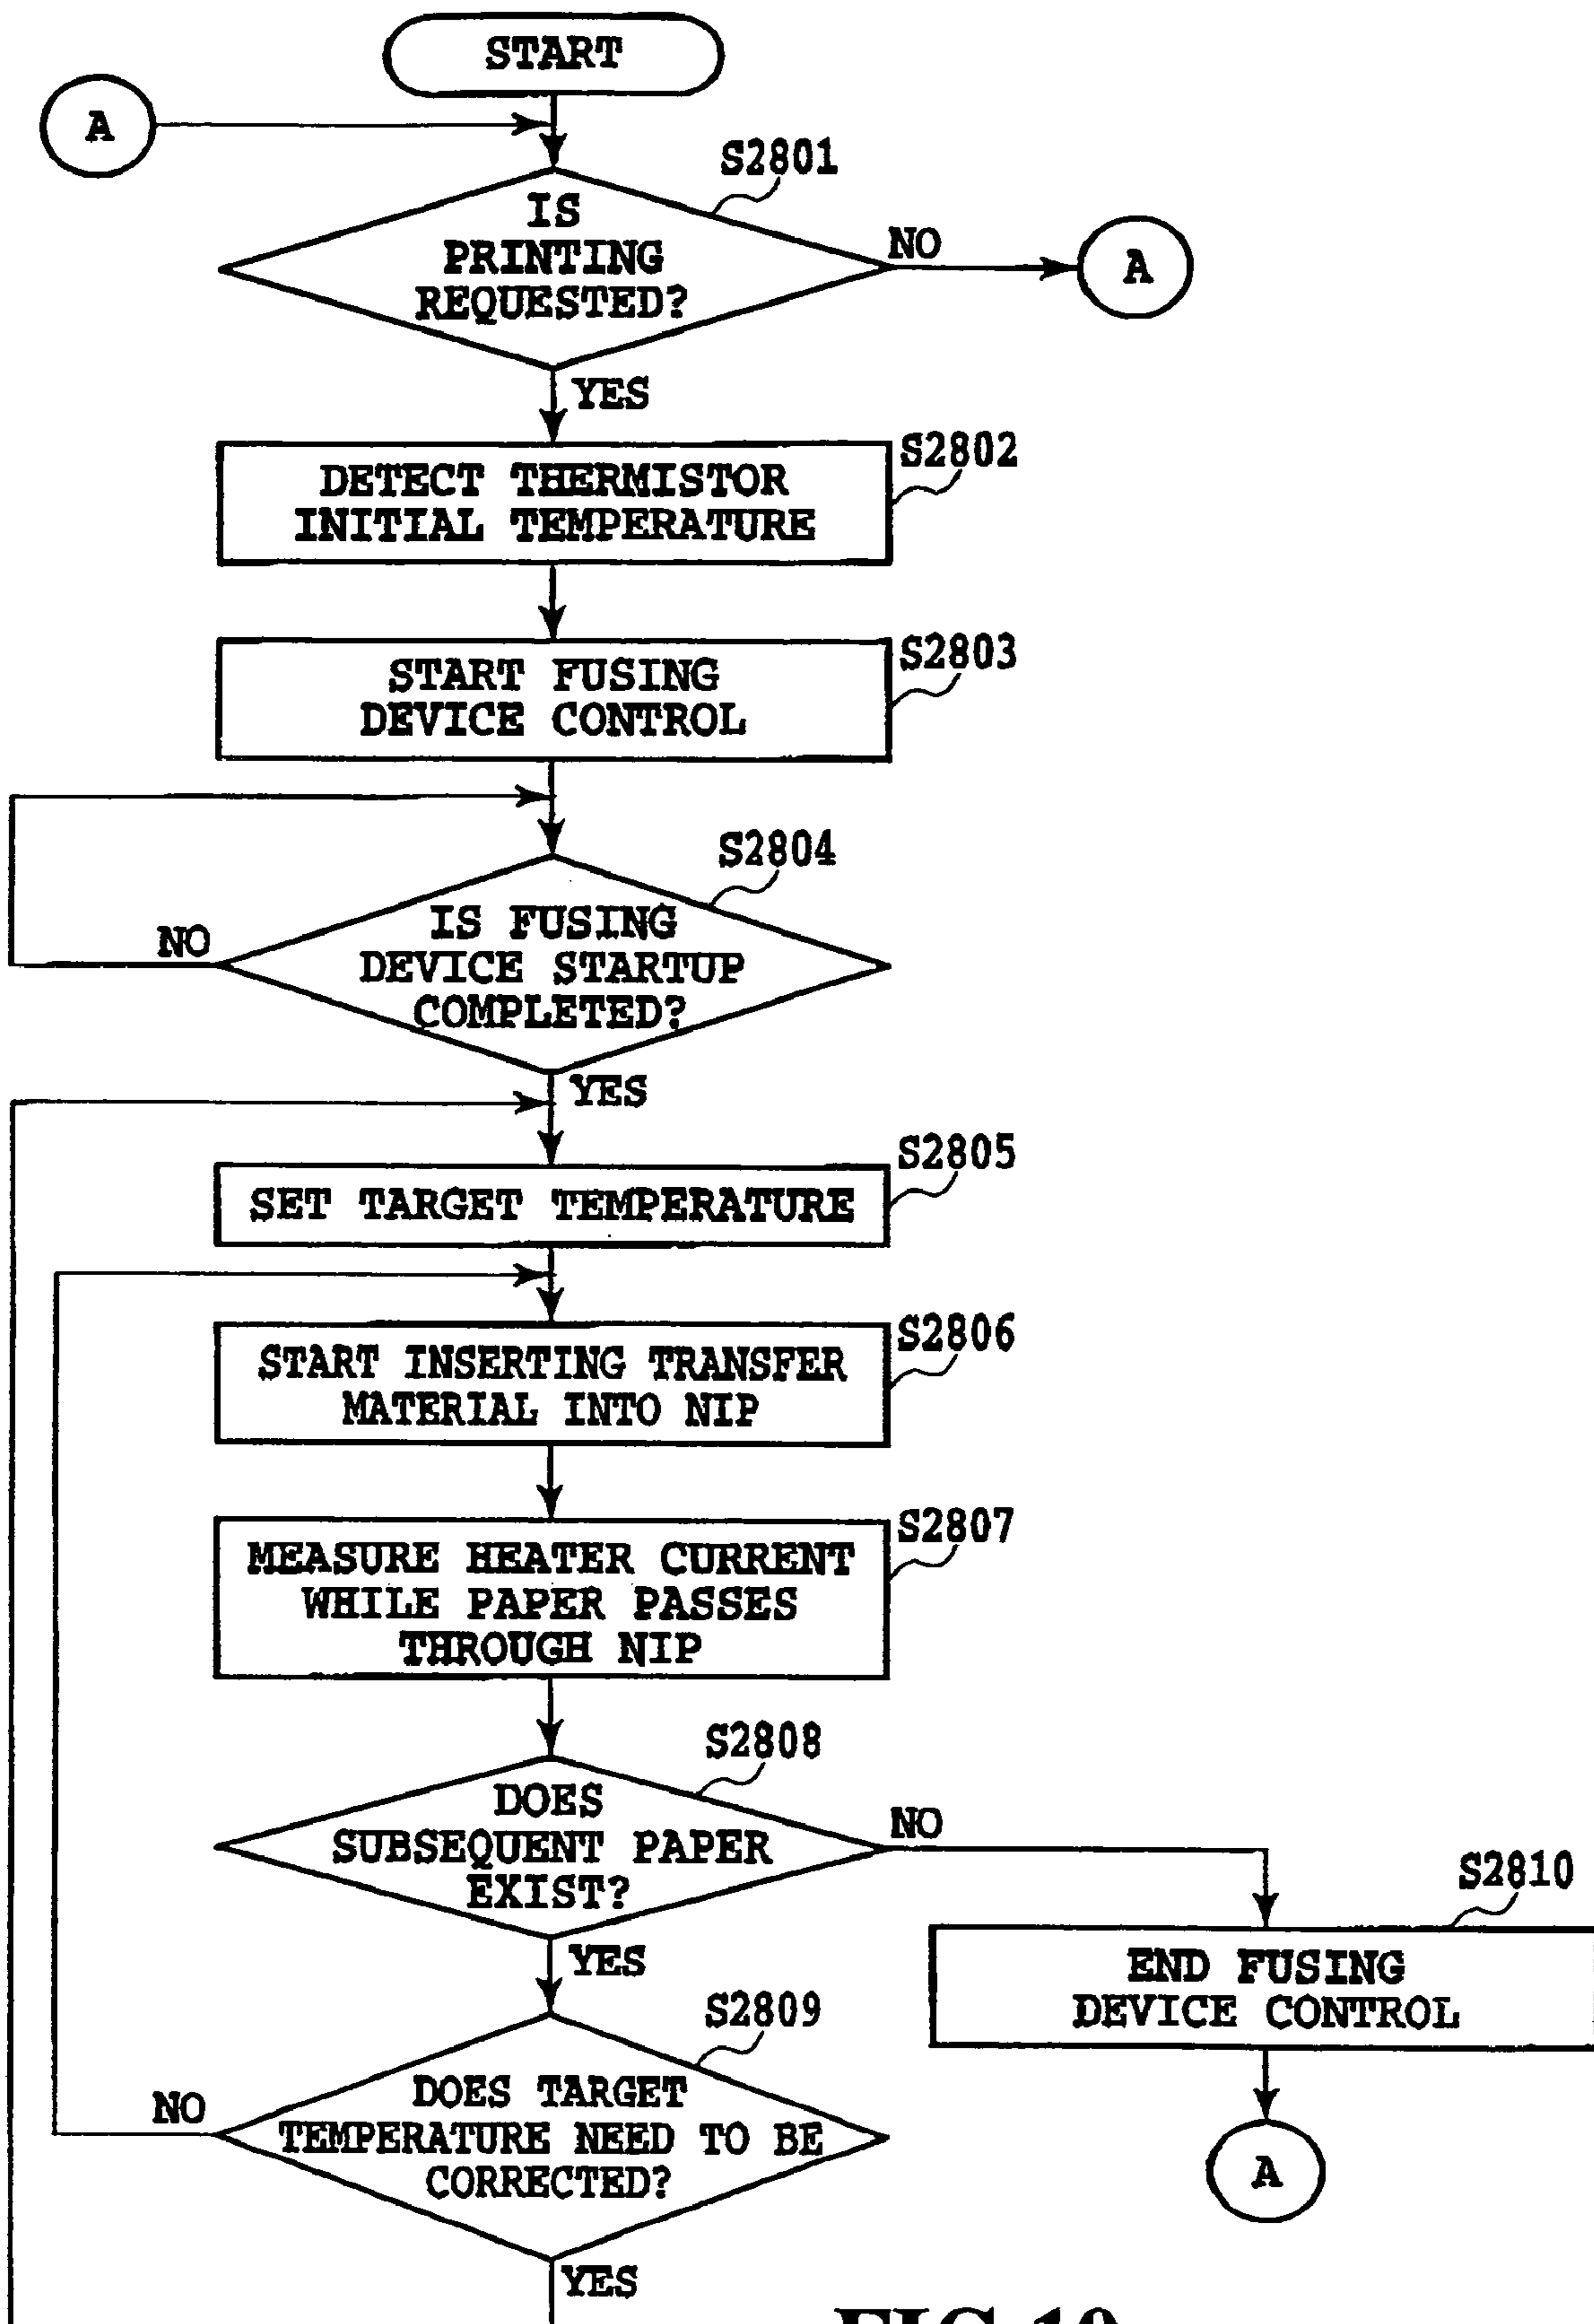 START
A
S2801
IS
PRINTING
REQUESTED?
NO
A
YES
S2802
DETECT THERMISTOR
INITIAL TEMPERATURE
S2803
START FUSING
DEVICE CONTROL
S2804
IS FUSING
DEVICE STARTUP
COMPLETED?
NO
YES
S2805
SET TARGET TEMPERATURE
S2806
START INSERTING TRANSFER
MATERIAL INTO NIP
S2807
MEASURE HEATER CURRENT
WHILE PAPER PASSES
THROUGH NIP
S2808
DOES
SUBSEQUENT PAPER
EXIST?
NO
YES
S2810
END FUSING
DEVICE CONTROL
A
S2809
DOES TARGET
TEMPERATURE NEED TO BE
CORRECTED?
NO
YES